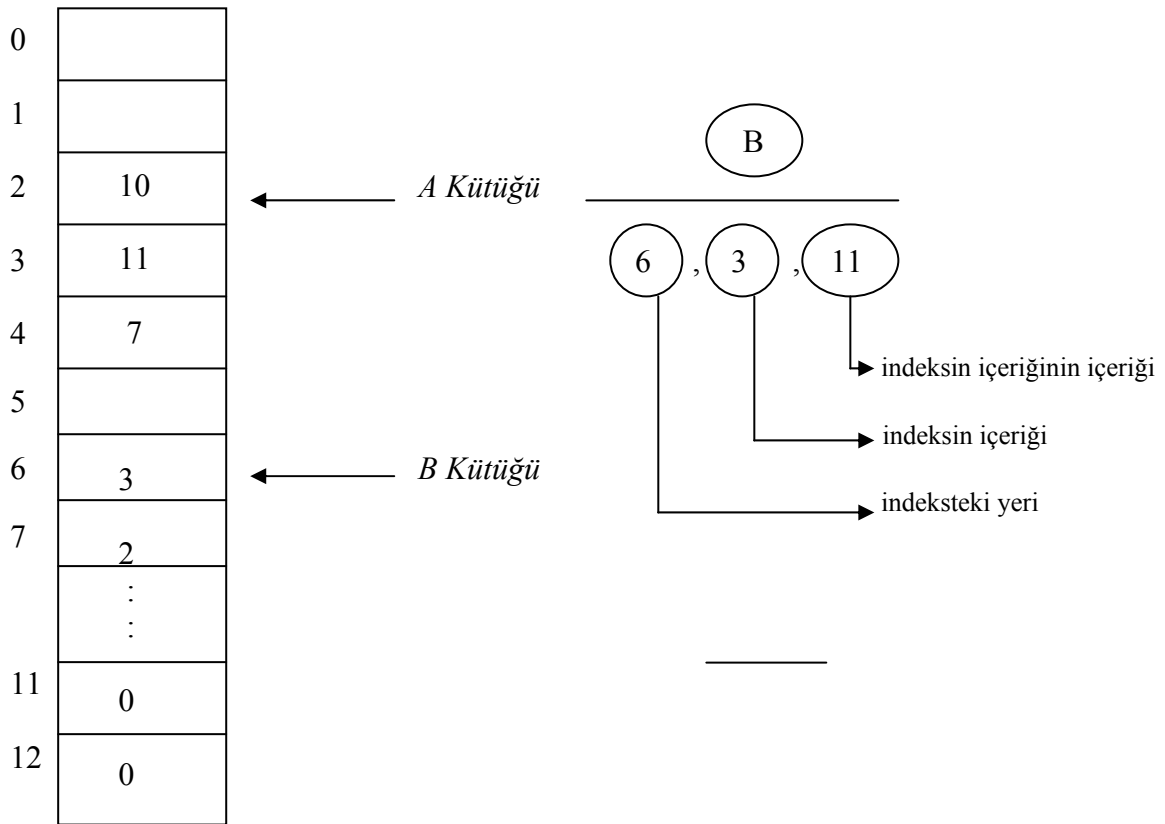 0
1
2 10
3 11
4 7
5
6 3
7 2
:
:
11 0
12 0
A Kütüğü
B Kütüğü
B
6 , 3 , 11
indeksin içeriğinin içeriği
indeksin içeriği
indeksteki yeri